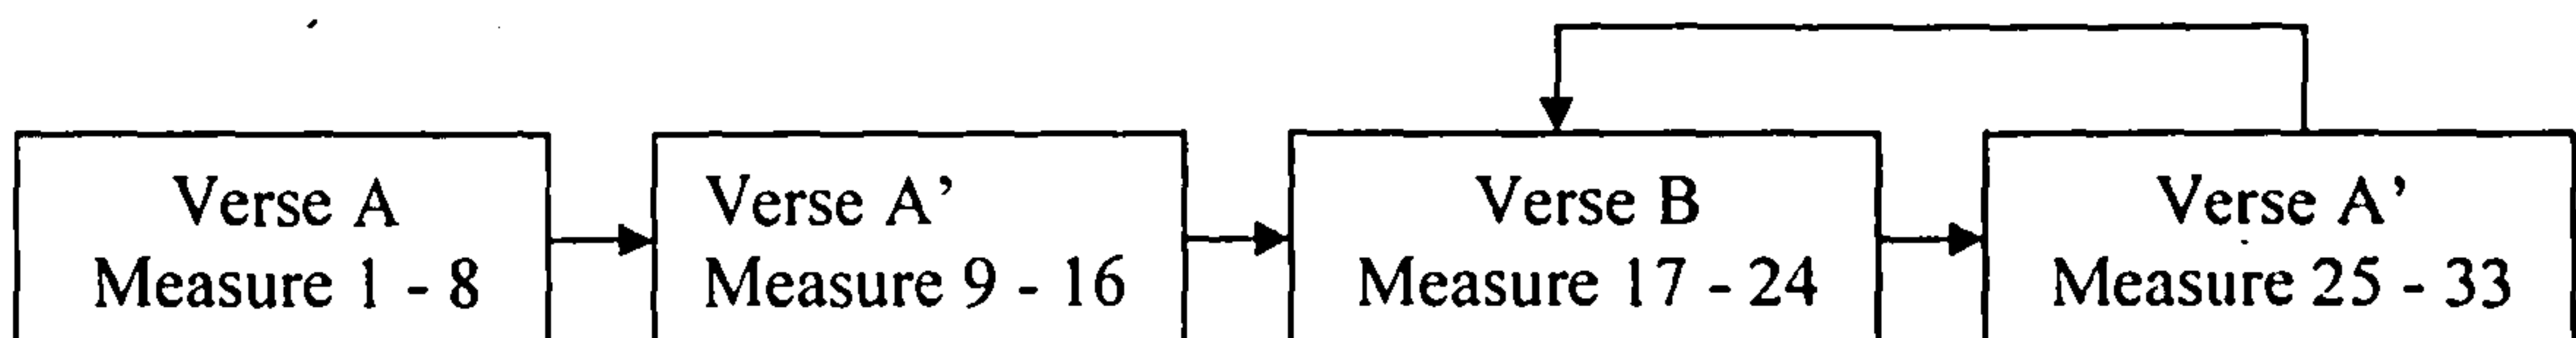 Verse A
Measure 1 - 8
Verse A’
Measure 9 - 16
Verse B
Measure 17 - 24
Verse A’
Measure 25 - 33